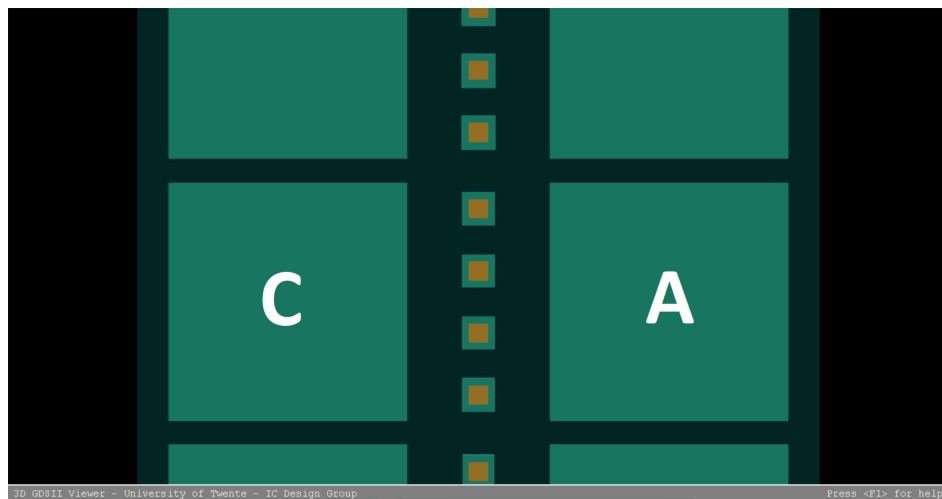 C A
3D GDSII Viewer - University of Twente - IC Design Group Press <F1> for help